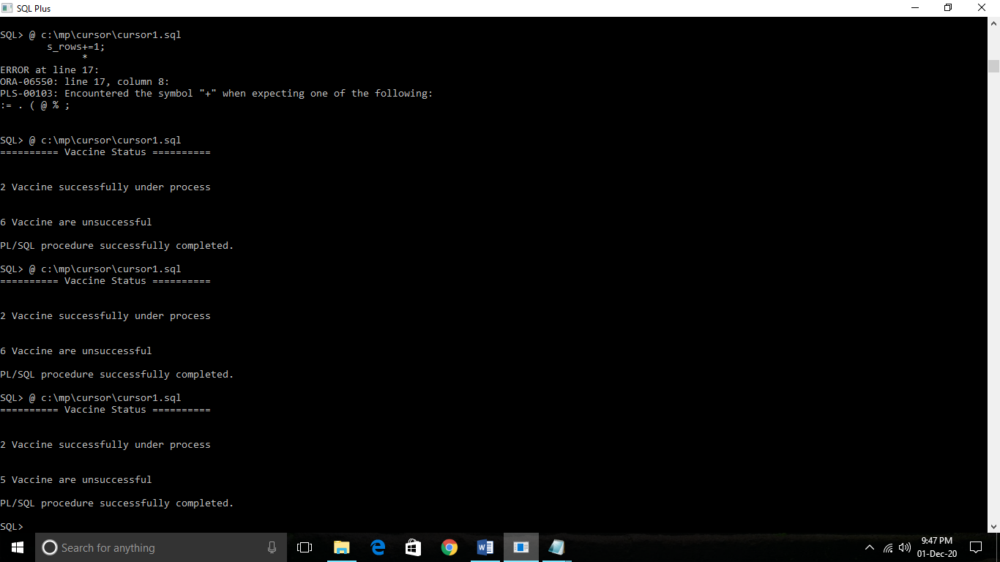 SQL Plus
SQL> @ c:\mp\cursor\cursor1.sql
        s_rows+=1;
              *
ERROR at line 17:
ORA-06550: line 17, column 8:
PLS-00103: Encountered the symbol "+" when expecting one of the following:
:= . ( @ % ;
SQL> @ c:\mp\cursor\cursor1.sql
========== Vaccine Status ==========
2 Vaccine successfully under process
6 Vaccine are unsuccessful
PL/SQL procedure successfully completed.
SQL> @ c:\mp\cursor\cursor1.sql
========== Vaccine Status ==========
2 Vaccine successfully under process
6 Vaccine are unsuccessful
PL/SQL procedure successfully completed.
SQL> @ c:\mp\cursor\cursor1.sql
========== Vaccine Status ==========
2 Vaccine successfully under process
5 Vaccine are unsuccessful
PL/SQL procedure successfully completed.
SQL>
Search for anything
9:47 PM
01-Dec-20